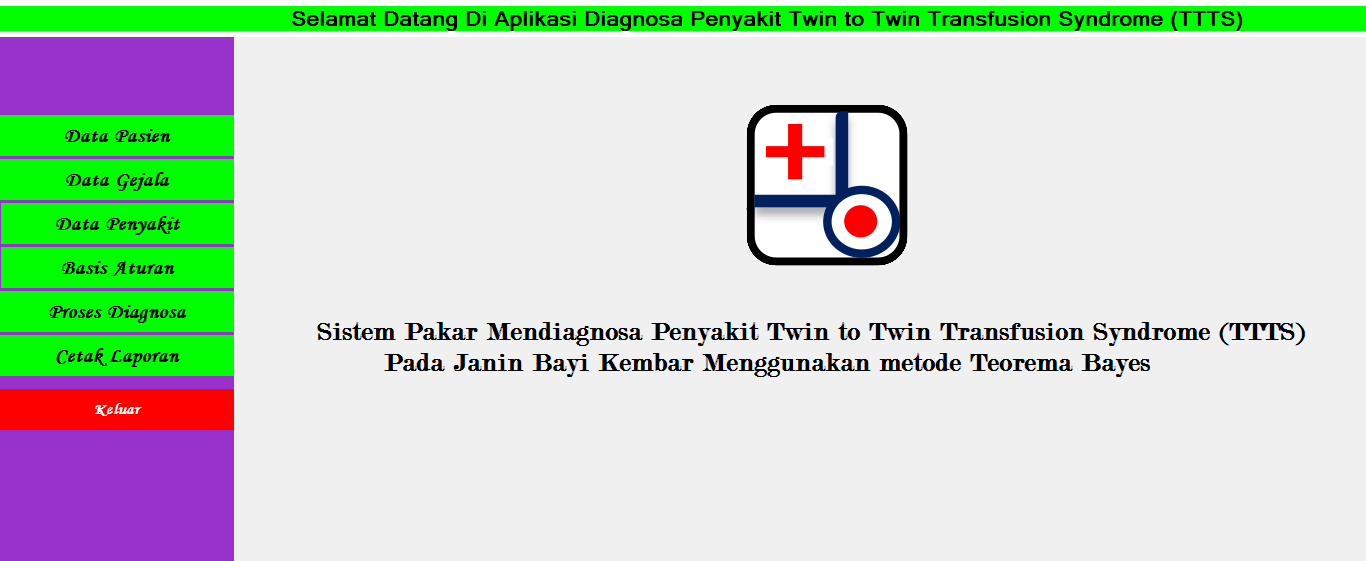 Selamat Datang Di Aplikasi Diagnosa Penyakit Twin to Twin Transfusion Syndrome (TTTS)
Data Pasien
Data Gejala
Data Penyakit
Basis Aturan
Proses Diagnosa
Cetak Laporan
Keluar
Sistem Pakar Mendiagnosa Penyakit Twin to Twin Transfusion Syndrome (TTTS)
Pada Janin Bayi Kembar Menggunakan metode Teorema Bayes